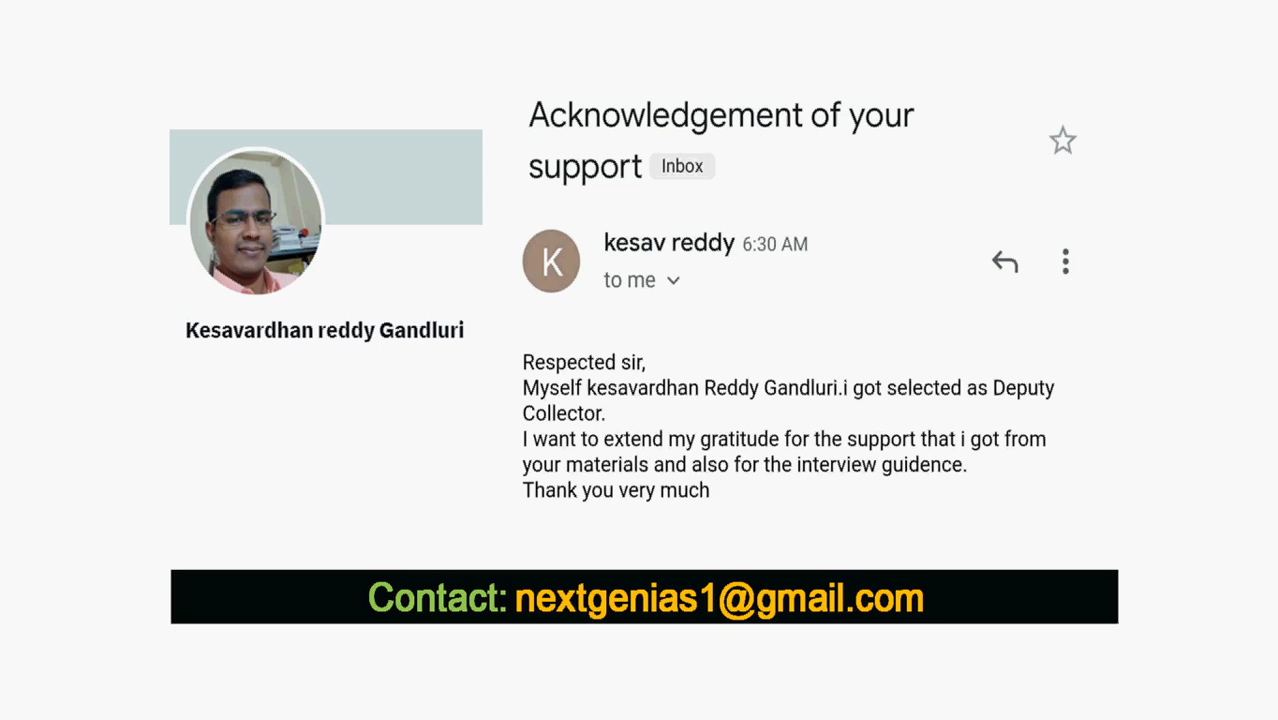 Acknowledgement of your
support Inbox
K
kesav reddy 6:30 AM
to me
Kesavardhan reddy Gandluri
Respected sir,
Myself kesavardhan Reddy Gandluri.i got selected as Deputy
Collector.
I want to extend my gratitude for the support that i got from
your materials and also for the interview guidence.
Thank you very much
Contact: nextgenias1@gmail.com